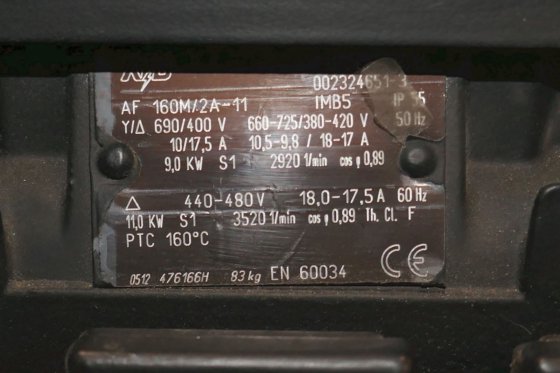 002324651-3
AF 160M/2A-11 IMB5 IP 55
Y/Δ 690/400 V 660-725/380-420 V 50 Hz
10/17,5 A 10,5-9,8 / 18-17 A
9,0 KW S1 2920 1/min cos φ 0,89
Δ 440-480 V 18,0-17,5 A 60 Hz
11,0 KW S1 3520 1/min cos φ 0,89 Th. Cl. F
PTC 160°C
0512 476166H 83 kg EN 60034 CE